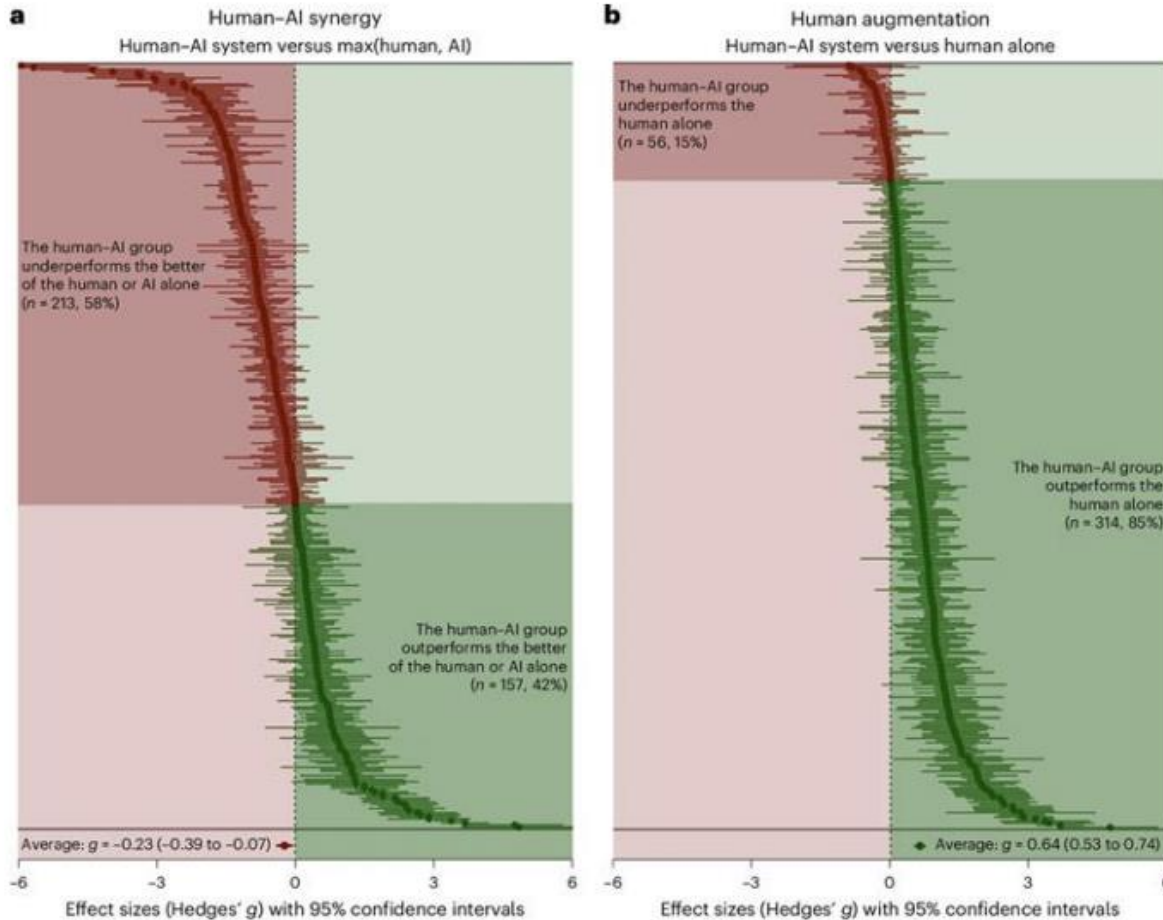 a
Human–AI synergy
Human–AI system versus max(human, AI)
The human–AI group
underperforms the better
of the human or AI alone
(n = 213, 58%)
The human–AI group
outperforms the better
of the human or AI alone
(n = 157, 42%)
Average: g = −0.23 (−0.39 to −0.07)
−6 −3 0 3 6
Effect sizes (Hedges’ g) with 95% confidence intervals
b
Human augmentation
Human–AI system versus human alone
The human–AI group
underperforms the
human alone
(n = 56, 15%)
The human–AI group
outperforms the
human alone
(n = 314, 85%)
Average: g = 0.64 (0.53 to 0.74)
−6 −3 0 3 6
Effect sizes (Hedges’ g) with 95% confidence intervals